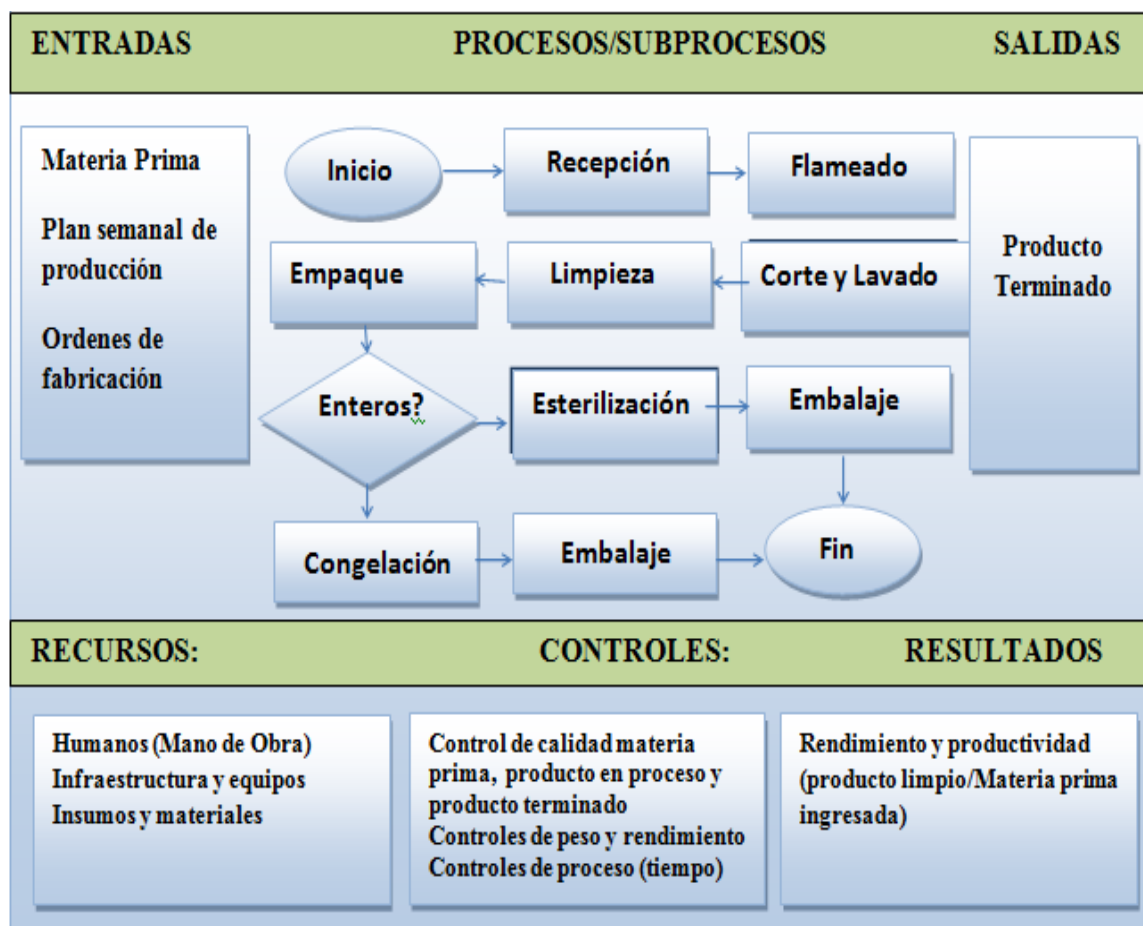 ENTRADAS PROCESOS/SUBPROCESOS SALIDAS
Materia Prima
Plan semanal de
producción
Ordenes de
fabricación
Inicio
Recepción
Flameado
Empaque
Limpieza
Corte y Lavado
Enteros?
Esterilización
Embalaje
Congelación
Embalaje
Fin
Producto
Terminado
RECURSOS: CONTROLES: RESULTADOS
Humanos (Mano de Obra)
Infraestructura y equipos
Insumos y materiales
Control de calidad materia
prima, producto en proceso y
producto terminado
Controles de peso y rendimiento
Controles de proceso (tiempo)
Rendimiento y productividad
(producto limpio/Materia prima
ingresada)